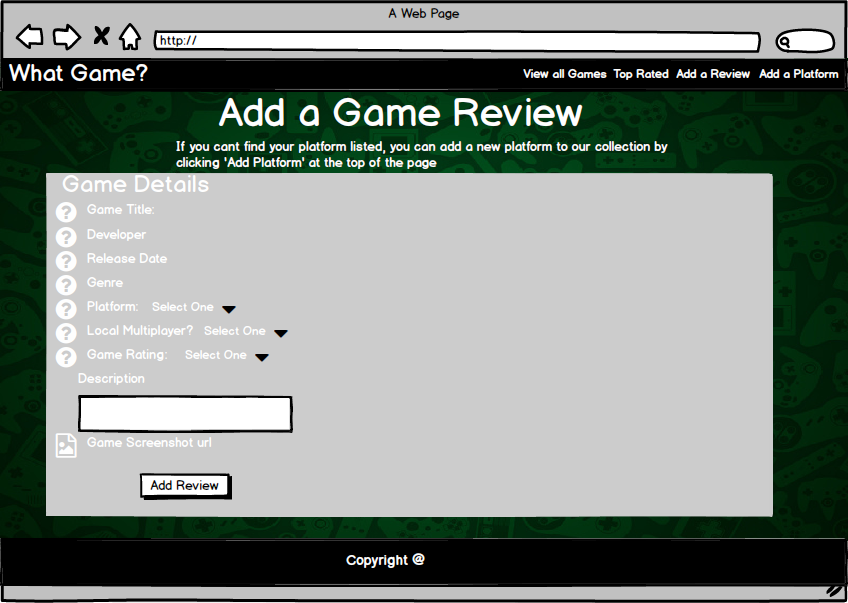 A Web Page
http://
What Game?
View all Games Top Rated Add a Review Add a Platform
Add a Game Review
If you cant find your platform listed, you can add a new platform to our collection by
clicking 'Add Platform' at the top of the page
Game Details
? Game Title:
? Developer
? Release Date
? Genre
? Platform: Select One
? Local Multiplayer? Select One
? Game Rating: Select One
Description
Game Screenshot url
Add Review
Copyright @